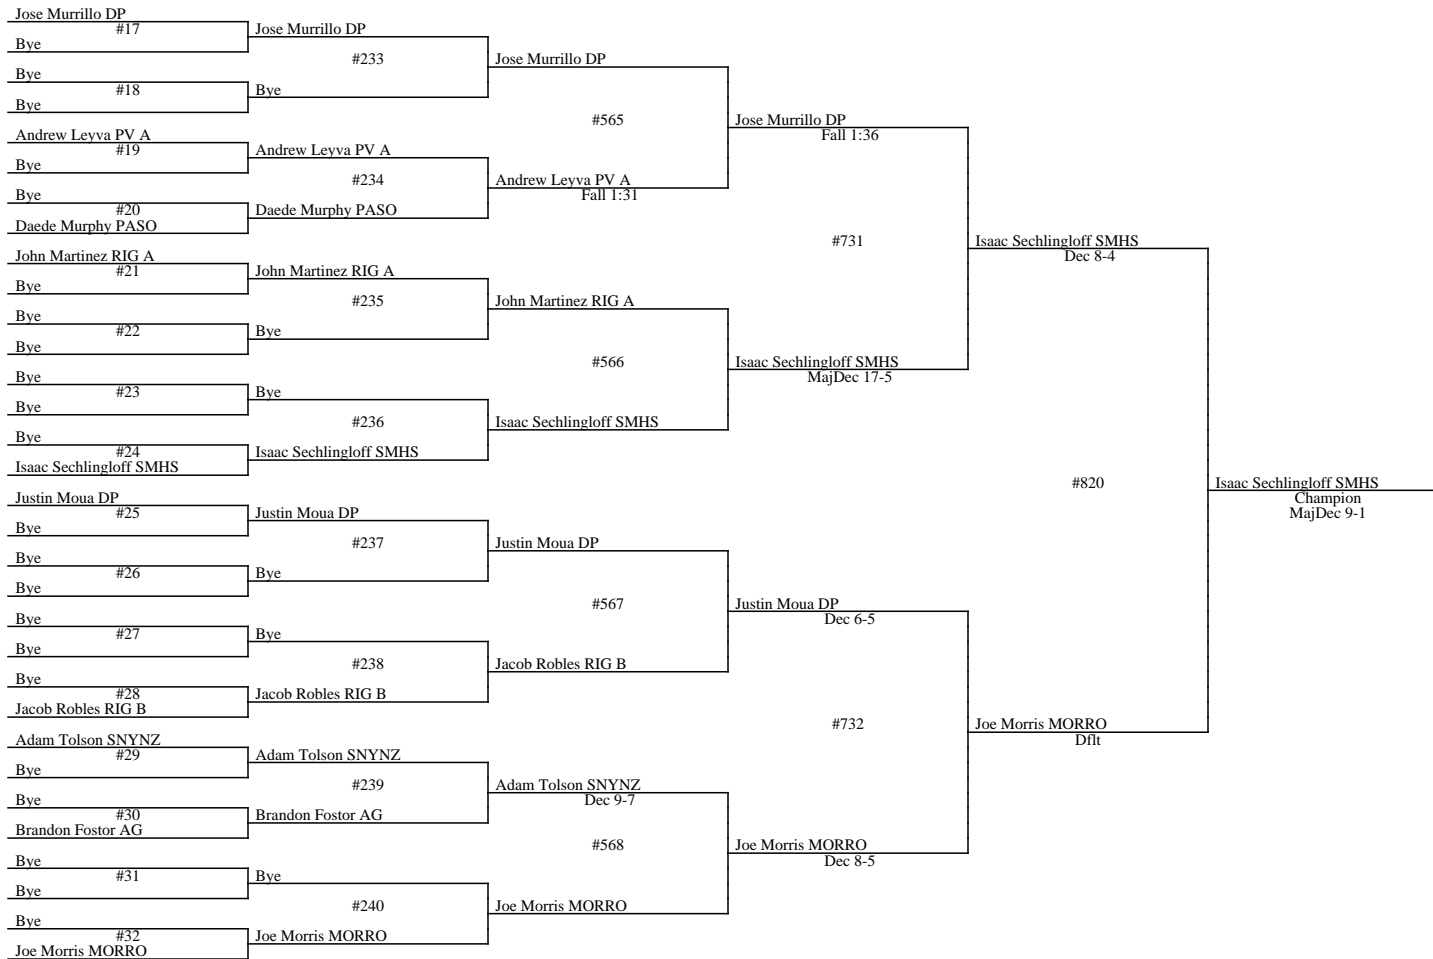 Jose Murrillo DP
#17
Bye
Bye
#18
Bye
Andrew Leyva PV A
#19
Bye
Bye
#20
Daede Murphy PASO
John Martinez RIG A
#21
Bye
Bye
#22
Bye
Bye
#23
Bye
Bye
#24
Isaac Sechlingloff SMHS
Justin Moua DP
#25
Bye
Bye
#26
Bye
Bye
#27
Bye
Bye
#28
Jacob Robles RIG B
Adam Tolson SNYNZ
#29
Bye
Bye
#30
Brandon Fostor AG
Bye
#31
Bye
Bye
#32
Joe Morris MORRO
Jose Murrillo DP
#233
Bye
Andrew Leyva PV A
#234
Daede Murphy PASO
John Martinez RIG A
#235
Bye
Bye
#236
Isaac Sechlingloff SMHS
Justin Moua DP
#237
Bye
Bye
#238
Jacob Robles RIG B
Adam Tolson SNYNZ
#239
Brandon Fostor AG
Bye
#240
Joe Morris MORRO
Jose Murrillo DP
#565
Andrew Leyva PV A
Fall 1:31
John Martinez RIG A
#566
Isaac Sechlingloff SMHS
Justin Moua DP
#567
Jacob Robles RIG B
Adam Tolson SNYNZ
Dec 9-7
#568
Joe Morris MORRO
Jose Murrillo DP
Fall 1:36
#731
Isaac Sechlingloff SMHS
MajDec 17-5
Justin Moua DP
Dec 6-5
#732
Joe Morris MORRO
Dec 8-5
Isaac Sechlingloff SMHS
Dec 8-4
#820
Joe Morris MORRO
Dflt
Isaac Sechlingloff SMHS
Champion
MajDec 9-1